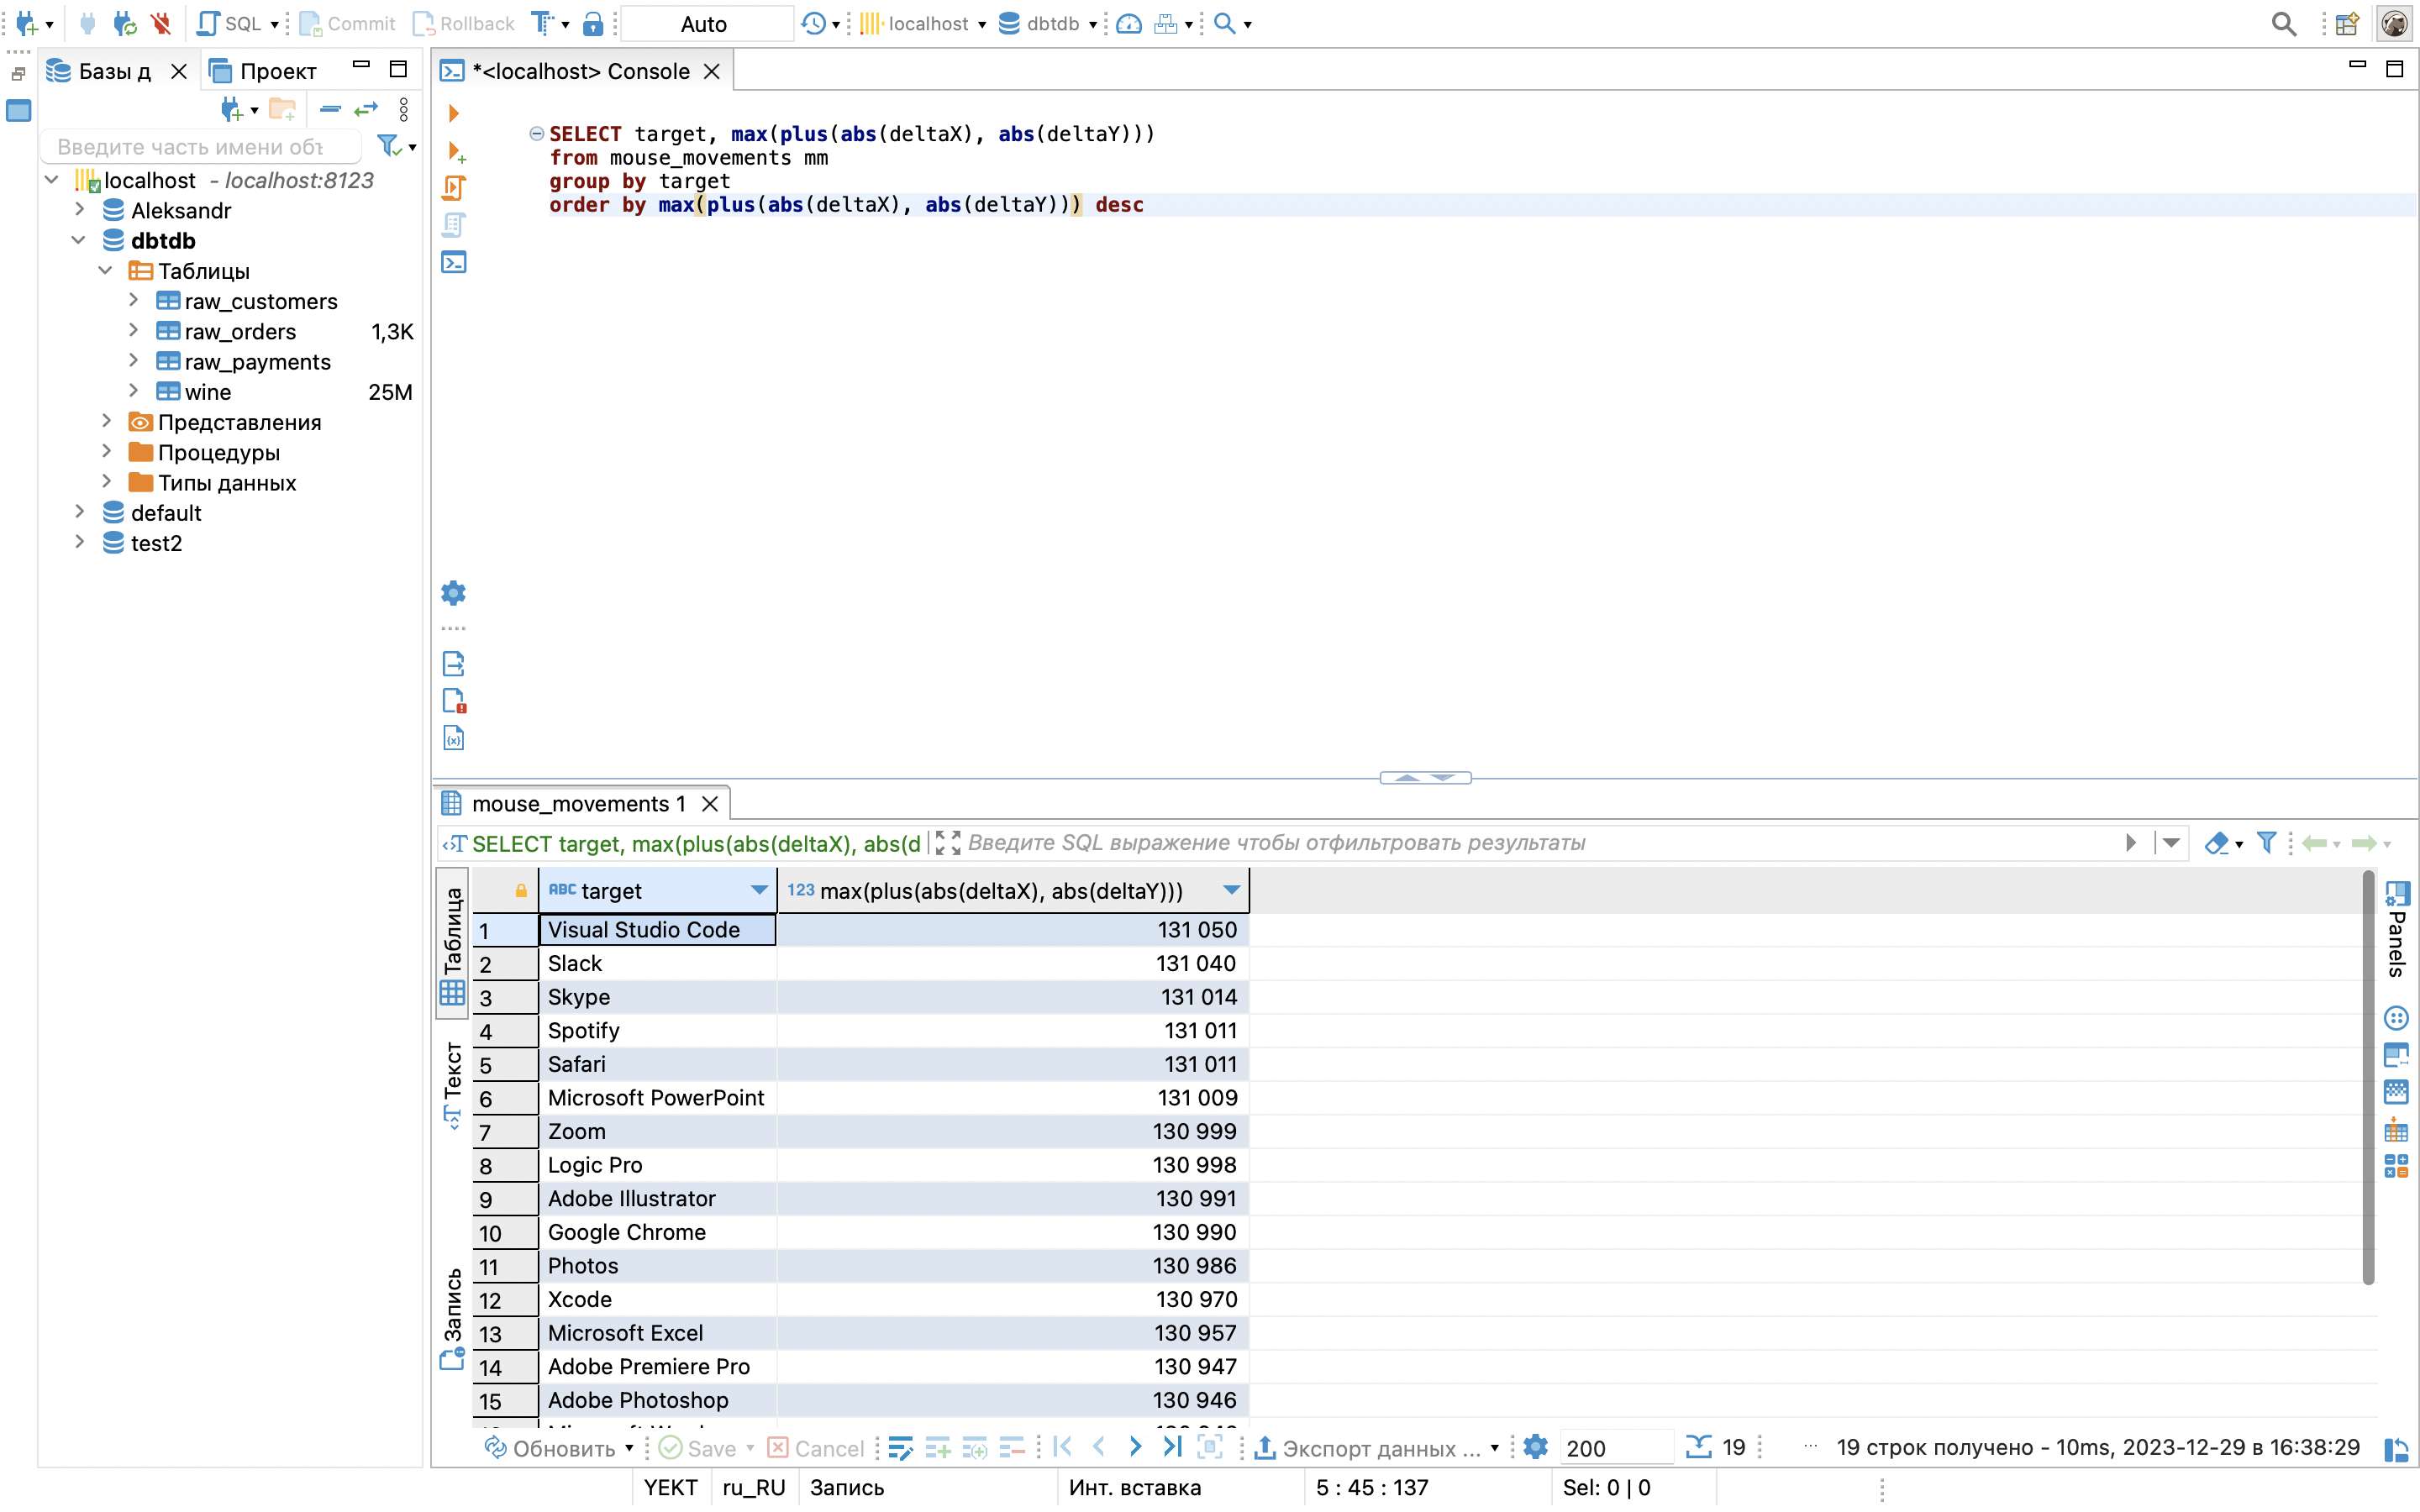 SQL Commit Rollback Auto localhost dbtdb
Базы д Проект
*<localhost> Console
Введите часть имени объ
localhost - localhost:8123
Aleksandr
dbtdb
Таблицы
raw_customers
raw_orders 1,3K
raw_payments
wine 25M
Представления
Процедуры
Типы данных
default
test2
SELECT target, max(plus(abs(deltaX), abs(deltaY)))
from mouse_movements mm
group by target
order by max(plus(abs(deltaX), abs(deltaY))) desc
mouse_movements 1
SELECT target, max(plus(abs(deltaX), abs(d
Введите SQL выражение чтобы отфильтровать результаты
Таблица
Текст
Запись
Panels
ABC target 123 max(plus(abs(deltaX), abs(deltaY)))
1 Visual Studio Code 131 050
2 Slack 131 040
3 Skype 131 014
4 Spotify 131 011
5 Safari 131 011
6 Microsoft PowerPoint 131 009
7 Zoom 130 999
8 Logic Pro 130 998
9 Adobe Illustrator 130 991
10 Google Chrome 130 990
11 Photos 130 986
12 Xcode 130 970
13 Microsoft Excel 130 957
14 Adobe Premiere Pro 130 947
15 Adobe Photoshop 130 946
Обновить Save Cancel Экспорт данных ... 200 19 ... 19 строк получено - 10ms, 2023-12-29 в 16:38:29
YEKT ru_RU Запись Инт. вставка 5 : 45 : 137 Sel: 0 | 0